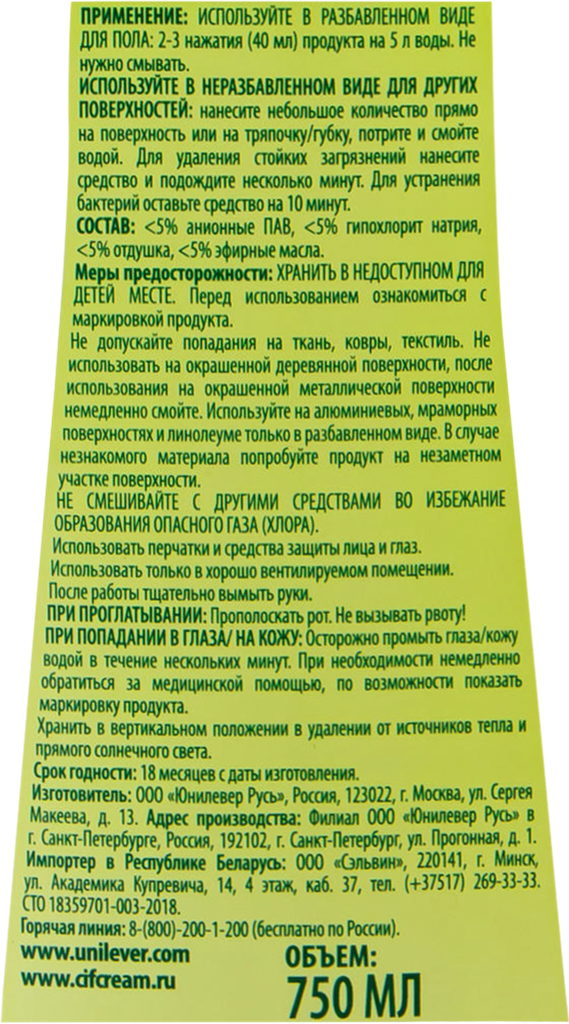 ПРИМЕНЕНИЕ: ИСПОЛЬЗУЙТЕ В РАЗБАВЛЕННОМ ВИДЕ
ДЛЯ ПОЛА: 2-3 нажатия (40 мл) продукта на 5 л воды. Не
нужно смывать.
ИСПОЛЬЗУЙТЕ В НЕРАЗБАВЛЕННОМ ВИДЕ ДЛЯ ДРУГИХ
ПОВЕРХНОСТЕЙ: нанесите небольшое количество прямо
на поверхность или на тряпочку/губку, потрите и смойте
водой. Для удаления стойких загрязнений нанесите
средство и подождите несколько минут. Для устранения
бактерий оставьте средство на 10 минут.
СОСТАВ: <5% анионные ПАВ, <5% гипохлорит натрия,
<5% отдушка, <5% эфирные масла.
Меры предосторожности: ХРАНИТЬ В НЕДОСТУПНОМ ДЛЯ
ДЕТЕЙ МЕСТЕ. Перед использованием ознакомиться с
маркировкой продукта.
Не допускайте попадания на ткань, ковры, текстиль. Не
использовать на окрашенной деревянной поверхности, после
использования на окрашенной металлической поверхности
немедленно смойте. Используйте на алюминиевых, мраморных
поверхностях и линолеуме только в разбавленном виде. В случае
незнакомого материала попробуйте продукт на незаметном
участке поверхности.
НЕ СМЕШИВАЙТЕ С ДРУГИМИ СРЕДСТВАМИ ВО ИЗБЕЖАНИЕ
ОБРАЗОВАНИЯ ОПАСНОГО ГАЗА (ХЛОРА).
Использовать перчатки и средства защиты лица и глаз.
Использовать только в хорошо вентилируемом помещении.
После работы тщательно вымыть руки.
ПРИ ПРОГЛАТЫВАНИИ: Прополоскать рот. Не вызывать рвоту!
ПРИ ПОПАДАНИИ В ГЛАЗА/ НА КОЖУ: Осторожно промыть глаза/кожу
водой в течение нескольких минут. При необходимости немедленно
обратиться за медицинской помощью, по возможности показать
маркировку продукта.
Хранить в вертикальном положении в удалении от источников тепла и
прямого солнечного света.
Срок годности: 18 месяцев с даты изготовления.
Изготовитель: ООО «Юнилевер Русь», Россия, 123022, г. Москва, ул. Сергея
Макеева, д. 13. Адрес производства: Филиал ООО «Юнилевер Русь» в
г. Санкт-Петербурге, Россия, 192102, г. Санкт-Петербург, ул. Прогонная, д. 1.
Импортер в Республике Беларусь: ООО «Сэльвин», 220141, г. Минск,
ул. Академика Купревича, 14, 4 этаж, каб. 37, тел. (+37517) 269-33-33.
СТО 18359701-003-2018.
Горячая линия: 8-(800)-200-1-200 (бесплатно по России).
www.unilever.com
www.cifcream.ru
ОБЪЕМ:
750 МЛ